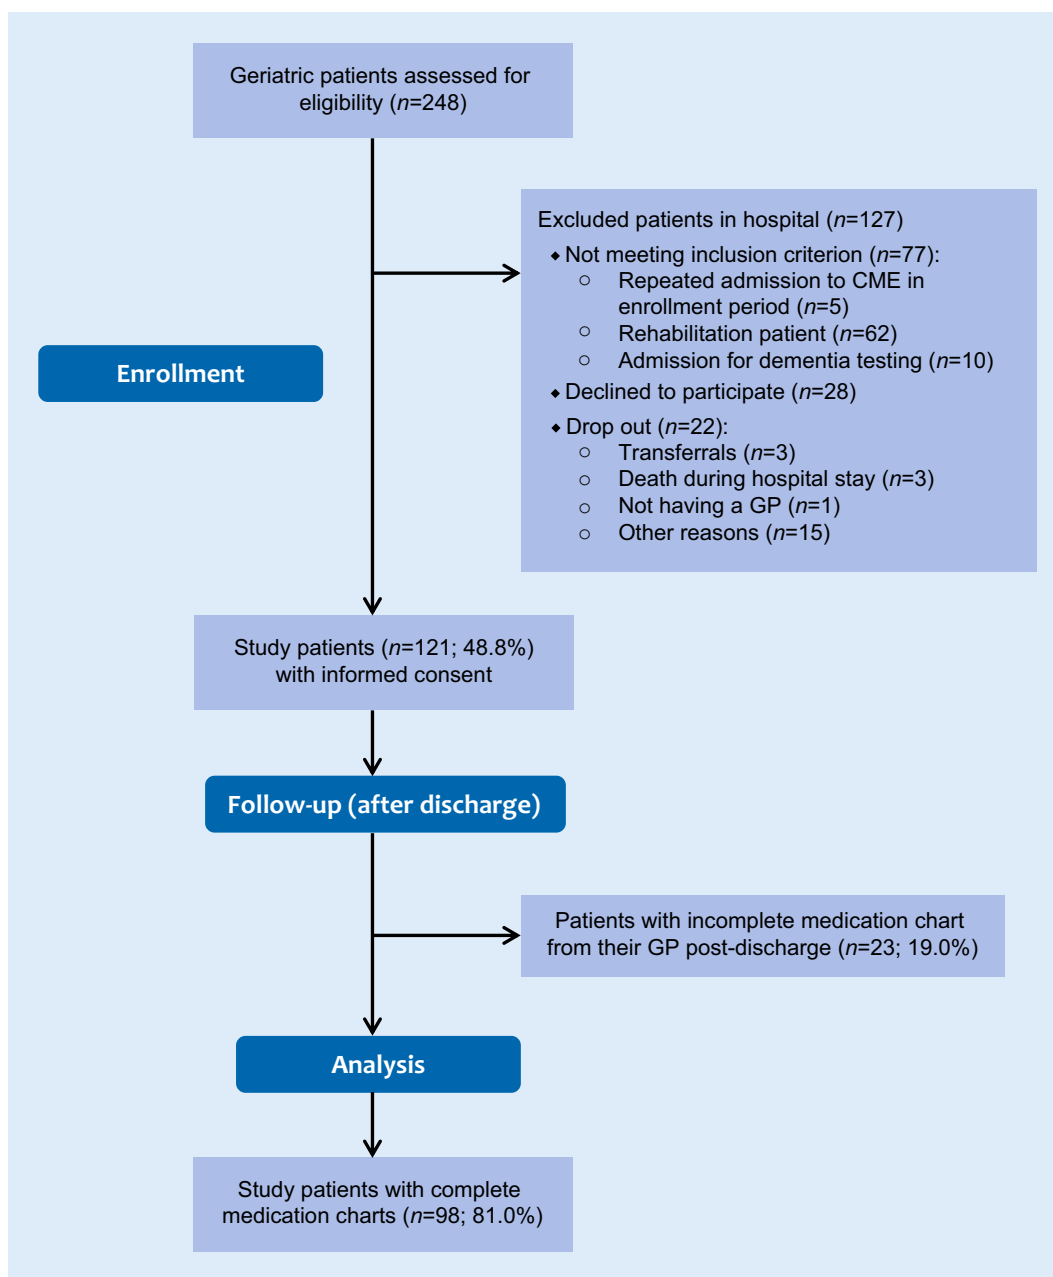 Geriatric patients assessed for
eligibility (n=248)
Excluded patients in hospital (n=127)
◆ Not meeting inclusion criterion (n=77):
○ Repeated admission to CME in
enrollment period (n=5)
○ Rehabilitation patient (n=62)
○ Admission for dementia testing (n=10)
◆ Declined to participate (n=28)
◆ Drop out (n=22):
○ Transferrals (n=3)
○ Death during hospital stay (n=3)
○ Not having a GP (n=1)
○ Other reasons (n=15)
Enrollment
Study patients (n=121; 48.8%)
with informed consent
Follow-up (after discharge)
Patients with incomplete medication chart
from their GP post-discharge (n=23; 19.0%)
Analysis
Study patients with complete
medication charts (n=98; 81.0%)